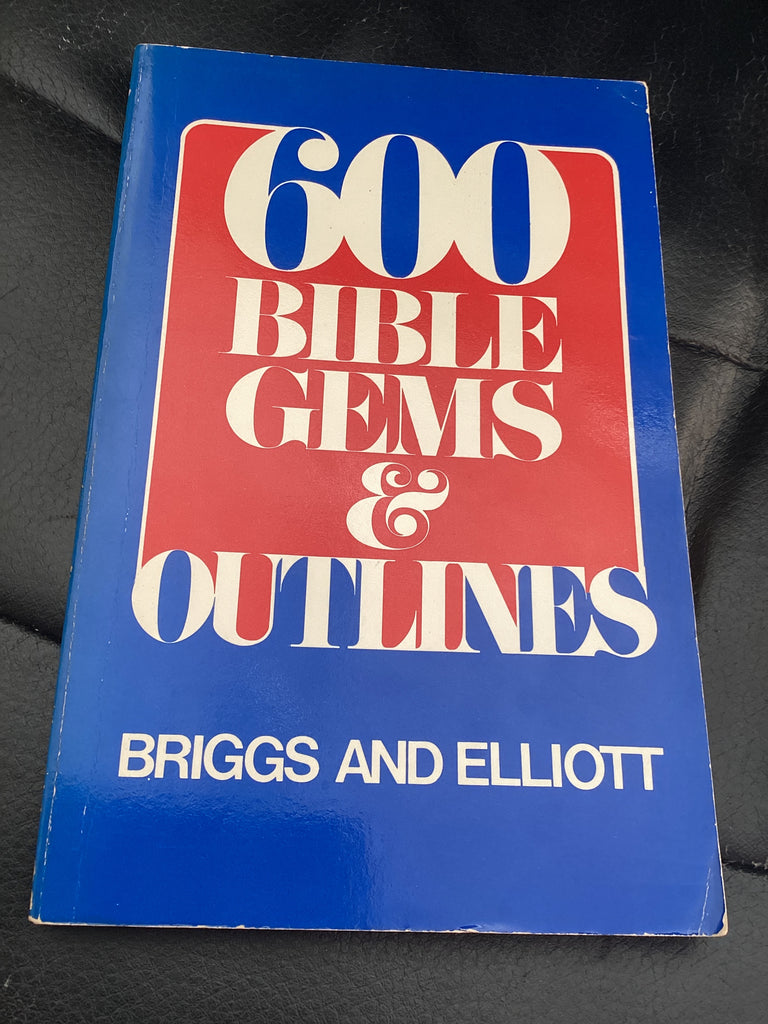 600
BIBLE
GEMS
&
OUTLINES
BRIGGS AND ELLIOTT